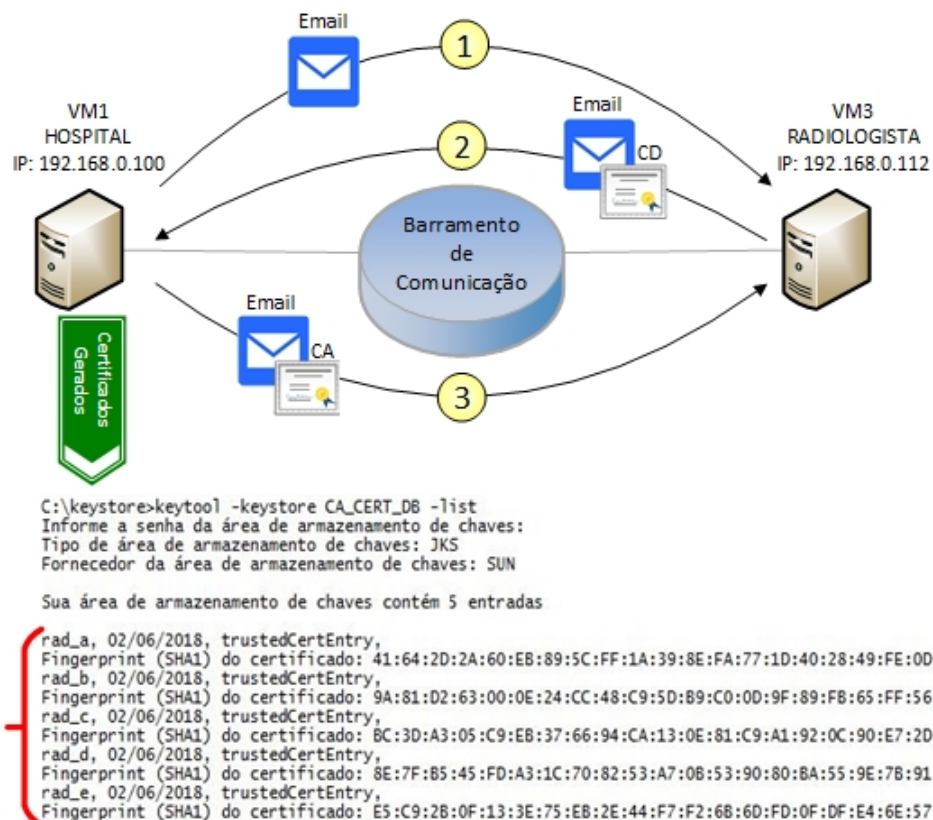 Email
1
VM1
HOSPITAL
IP: 192.168.0.100
Email
VM3
RADIOLOGISTA
IP: 192.168.0.112
2
CD
Barramento
de
Comunicação
Email
CA
3
Certificados
Gerados
C:\keystore>keytool -keystore CA_CERT_DB -list
Informe a senha da área de armazenamento de chaves:
Tipo de área de armazenamento de chaves: JKS
Fornecedor da área de armazenamento de chaves: SUN
Sua área de armazenamento de chaves contém 5 entradas
rad_a, 02/06/2018, trustedCertEntry,
Fingerprint (SHA1) do certificado: 41:64:2D:2A:60:EB:89:5C:FF:1A:39:8E:FA:77:1D:40:28:49:FE:0D
rad_b, 02/06/2018, trustedCertEntry,
Fingerprint (SHA1) do certificado: 9A:81:D2:63:00:0E:24:CC:48:C9:5D:B9:C0:0D:9F:89:FB:65:FF:56
rad_c, 02/06/2018, trustedCertEntry,
Fingerprint (SHA1) do certificado: BC:3D:A3:05:C9:EB:37:66:94:CA:13:0E:81:C9:A1:92:0C:90:E7:2D
rad_d, 02/06/2018, trustedCertEntry,
Fingerprint (SHA1) do certificado: 8E:7F:B5:45:FD:A3:1C:70:82:53:A7:0B:53:90:80:BA:55:9E:7B:91
rad_e, 02/06/2018, trustedCertEntry,
Fingerprint (SHA1) do certificado: E5:C9:2B:0F:13:3E:75:EB:2E:44:F7:F2:6B:6D:FD:0F:DF:E4:6E:57